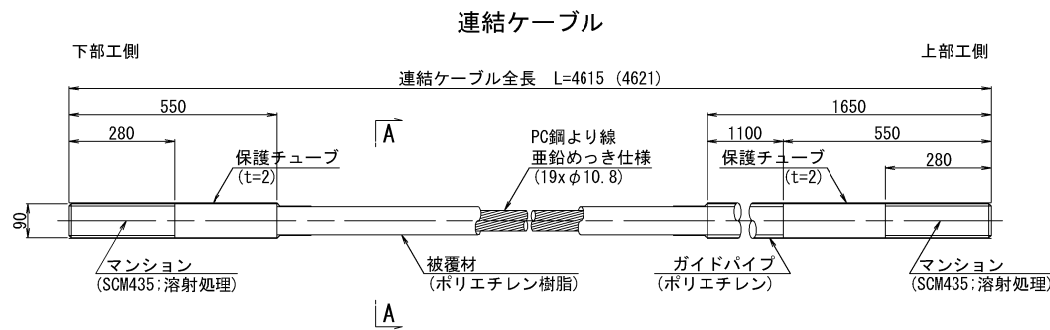 連結ケーブル
下部工側
上部工側
連結ケーブル全長 L=4615 (4621)
550
1650
280
A
1100
550
280
保護チューブ
(t=2)
PC鋼より線
亜鉛めっき仕様
(19xφ10.8)
保護チューブ
(t=2)
90
マンション
(SCM435;溶射処理)
被覆材
(ポリエチレン樹脂)
ガイドパイプ
(ポリエチレン)
マンション
(SCM435;溶射処理)
A